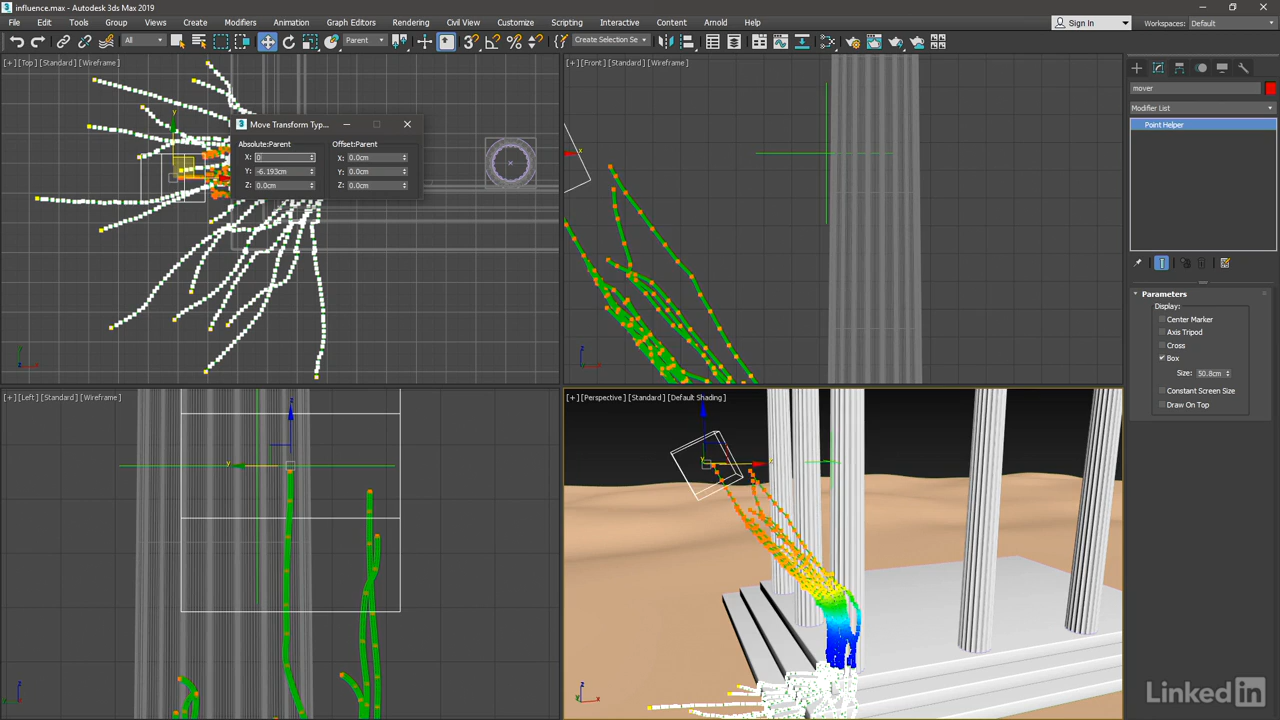 influence.max - Autodesk 3ds Max 2019
File Edit Tools Group Views Create Modifiers Animation Graph Editors Rendering Civil View Customize Scripting Interactive Content Arnold Help
Sign In
Workspaces: Default
All
Parent
Create Selection Se
[+] [Top] [Standard] [Wireframe]
[+] [Front] [Standard] [Wireframe]
Move Transform Typ...
Absolute:Parent Offset:Parent
X: 0 X: 0.0cm
Y: -6.193cm Y: 0.0cm
Z: 0.0cm Z: 0.0cm
[+] [Left] [Standard] [Wireframe]
[+] [Perspective] [Standard] [Default Shading]
mover
Modifier List
Point Helper
Parameters
Display:
Center Marker
Axis Tripod
Cross
Box
Size: 50.8cm
Constant Screen Size
Draw On Top
LinkedIn